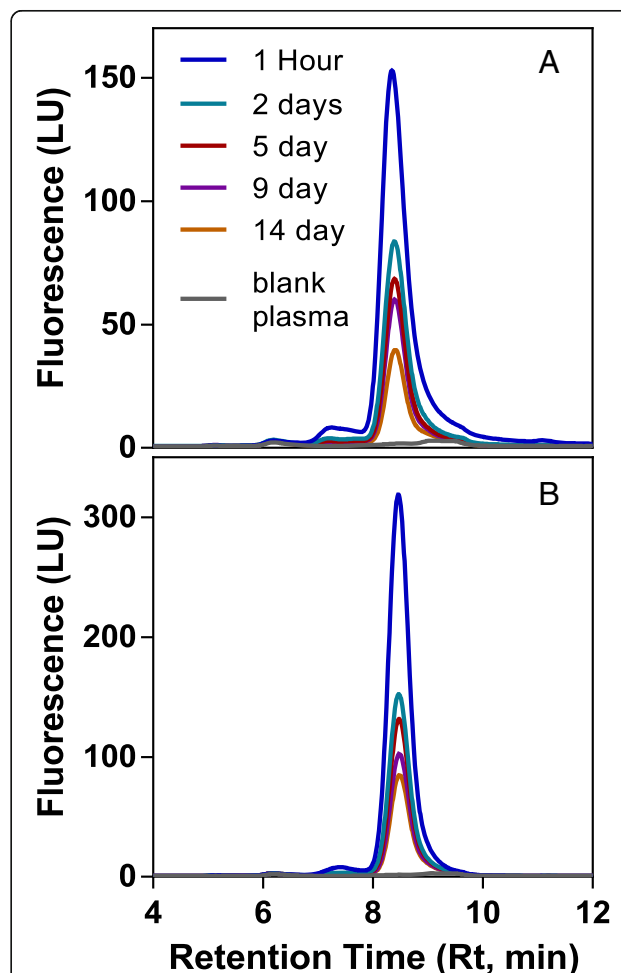 A
1 Hour
2 days
5 day
9 day
14 day
blank
plasma
Fluorescence (LU)
150
100
50
0
B
Fluorescence (LU)
300
200
100
0
4 6 8 10 12
Retention Time (Rt, min)